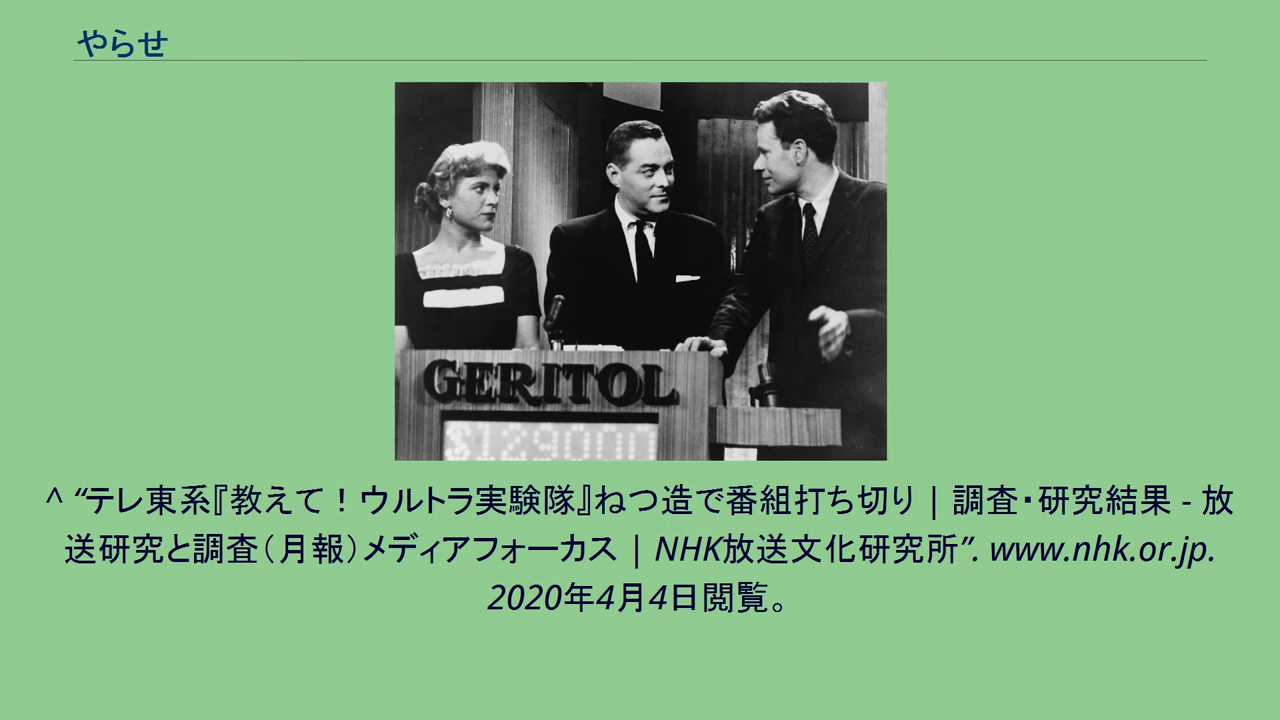 やらせ
GERITOL
$129000
^ “テレ東系『教えて！ウルトラ実験隊』ねつ造で番組打ち切り | 調査・研究結果 - 放
送研究と調査（月報）メディアフォーカス | NHK放送文化研究所”. www.nhk.or.jp.
2020年4月4日閲覧。